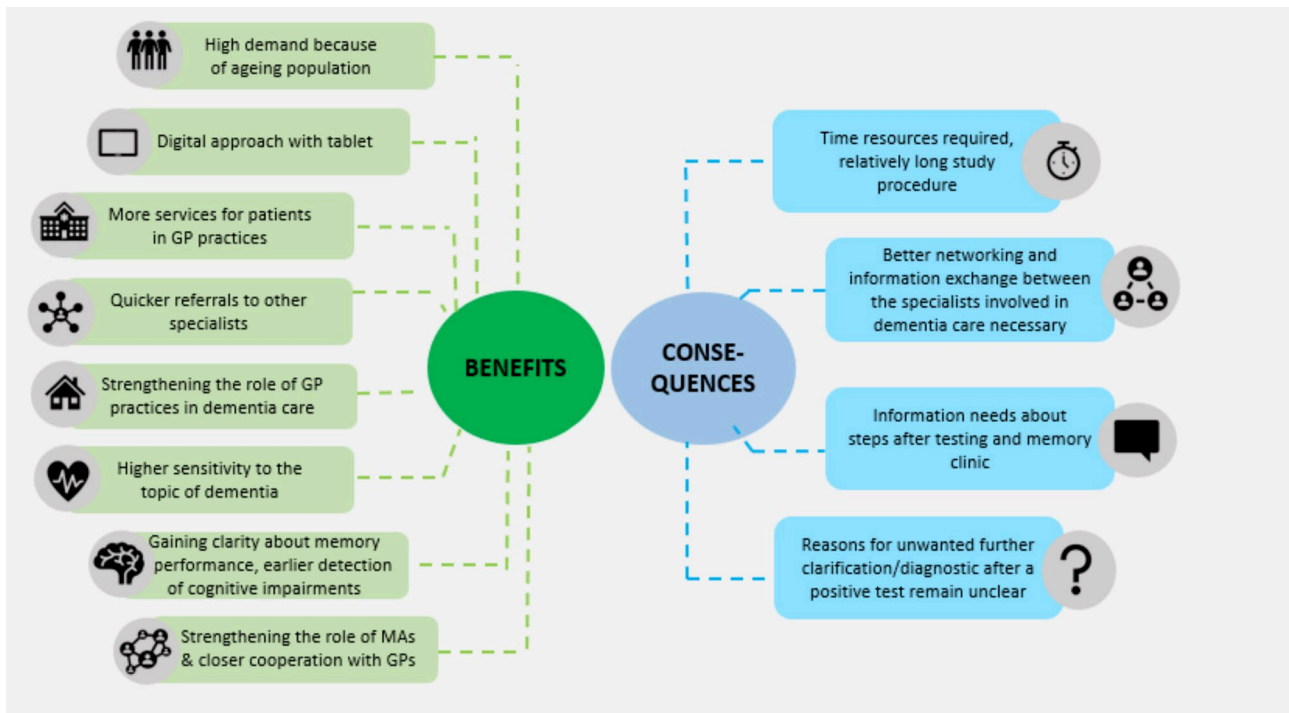 High demand because
of ageing population
Digital approach with tablet
More services for patients
in GP practices
Quicker referrals to other
specialists
Strengthening the role of GP
practices in dementia care
Higher sensitivity to the
topic of dementia
Gaining clarity about memory
performance, earlier detection
of cognitive impairments
Strengthening the role of MAs
& closer cooperation with GPs
BENEFITS
CONSE-
QUENCES
Time resources required,
relatively long study
procedure
Better networking and
information exchange between
the specialists involved in
dementia care necessary
Information needs about
steps after testing and memory
clinic
Reasons for unwanted further
clarification/diagnostic after a
positive test remain unclear